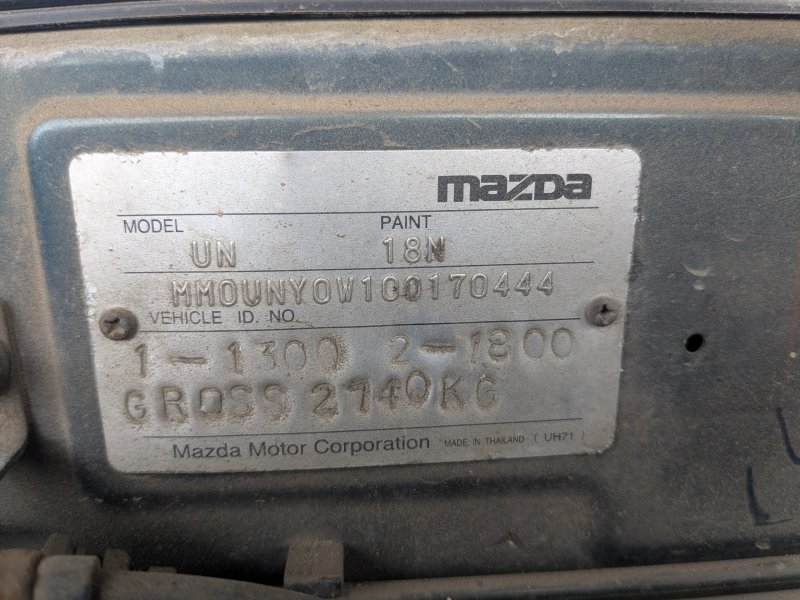 mazda
MODEL PAINT
UN 18N
MM0UNY0W100170444
VEHICLE ID. NO.
1-1300 2-1800
GROSS 2740KG
Mazda Motor Corporation MADE IN THAILAND ( UH71 )